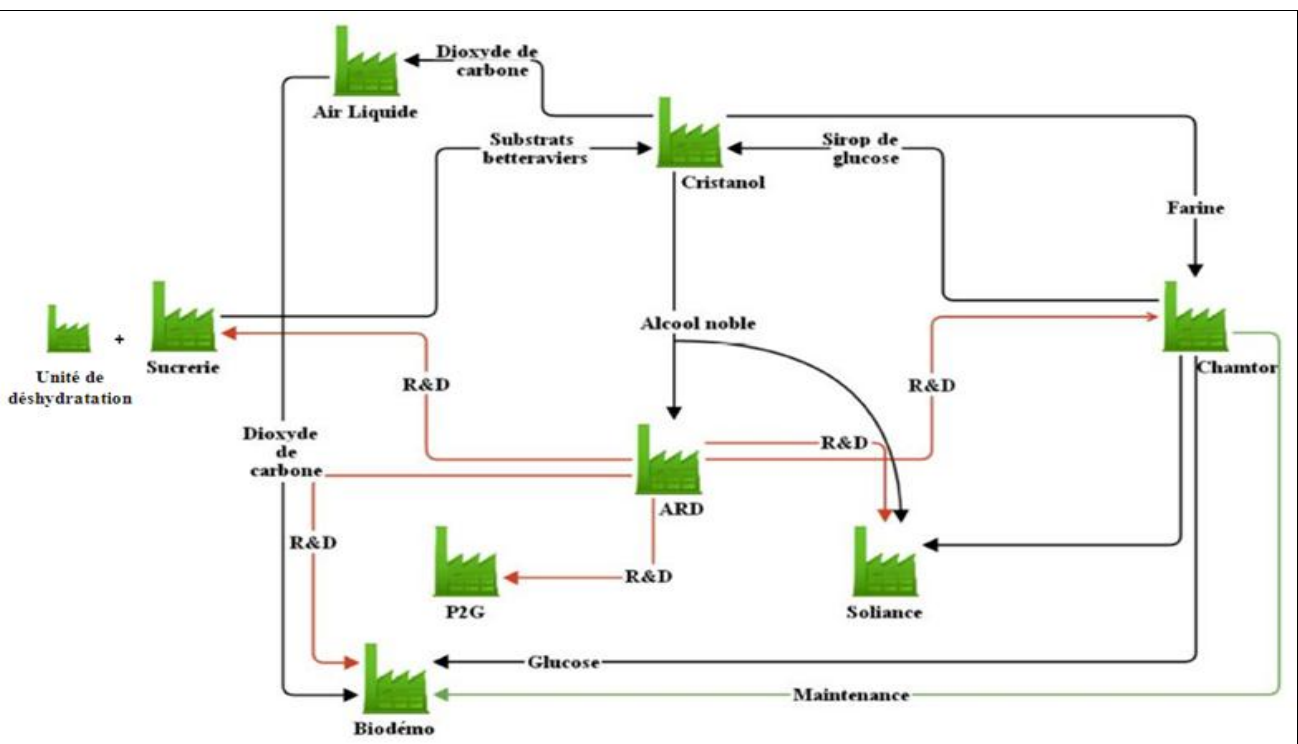 Dioxyde de
carbone
Air Liquide
Substrats
betteraviers
Sirop de
glucose
Cristanol
Farine
Alcool noble
+
Sucrerie
Unité de
déshydratation
Chamtor
R&D
R&D
Dioxyde
de
carbone
R&D
ARD
R&D
R&D
P2G
Soliance
Glucose
Maintenance
Biodémo